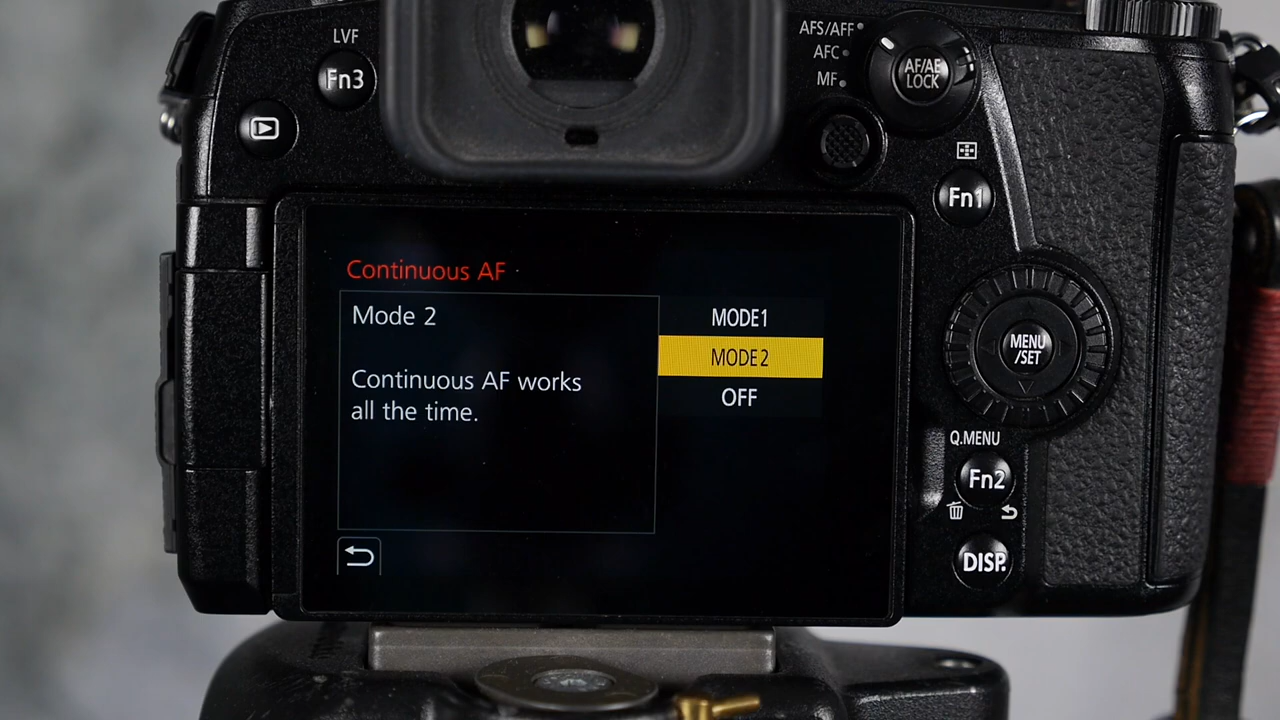 LVF
Fn3
AFS/AFF
AFC
MF
AF/AE
LOCK
Fn1
Continuous AF
Mode 2
Continuous AF works
all the time.
MODE1
MODE2
OFF
MENU
/SET
Q.MENU
Fn2
DISP.